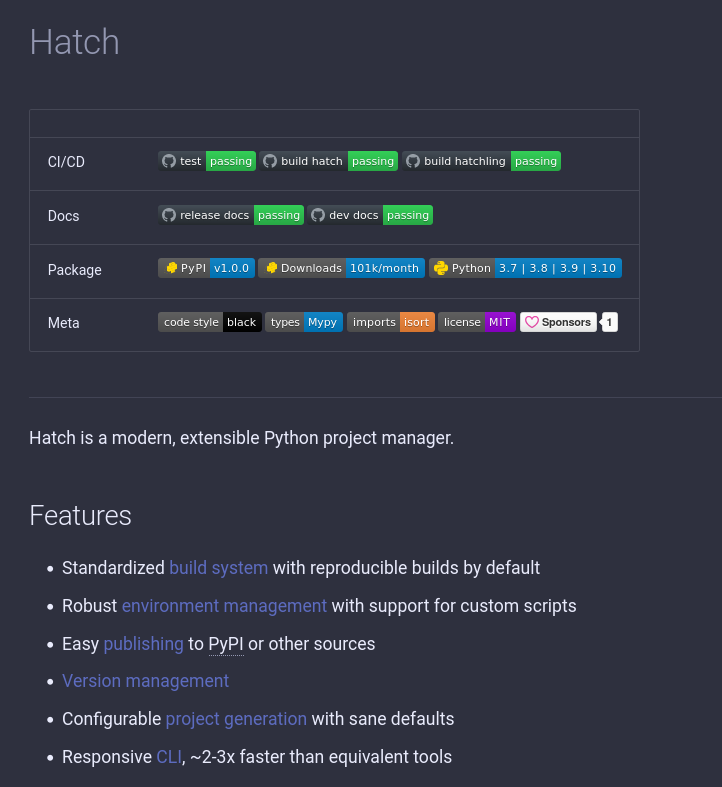 Hatch
CI/CD test passing build hatch passing build hatchling passing
Docs release docs passing dev docs passing
Package PyPI v1.0.0 Downloads 101k/month Python 3.7 | 3.8 | 3.9 | 3.10
Meta code style black types Mypy imports isort license MIT Sponsors 1
Hatch is a modern, extensible Python project manager.
Features
• Standardized build system with reproducible builds by default
• Robust environment management with support for custom scripts
• Easy publishing to PyPI or other sources
• Version management
• Configurable project generation with sane defaults
• Responsive CLI, ~2-3x faster than equivalent tools